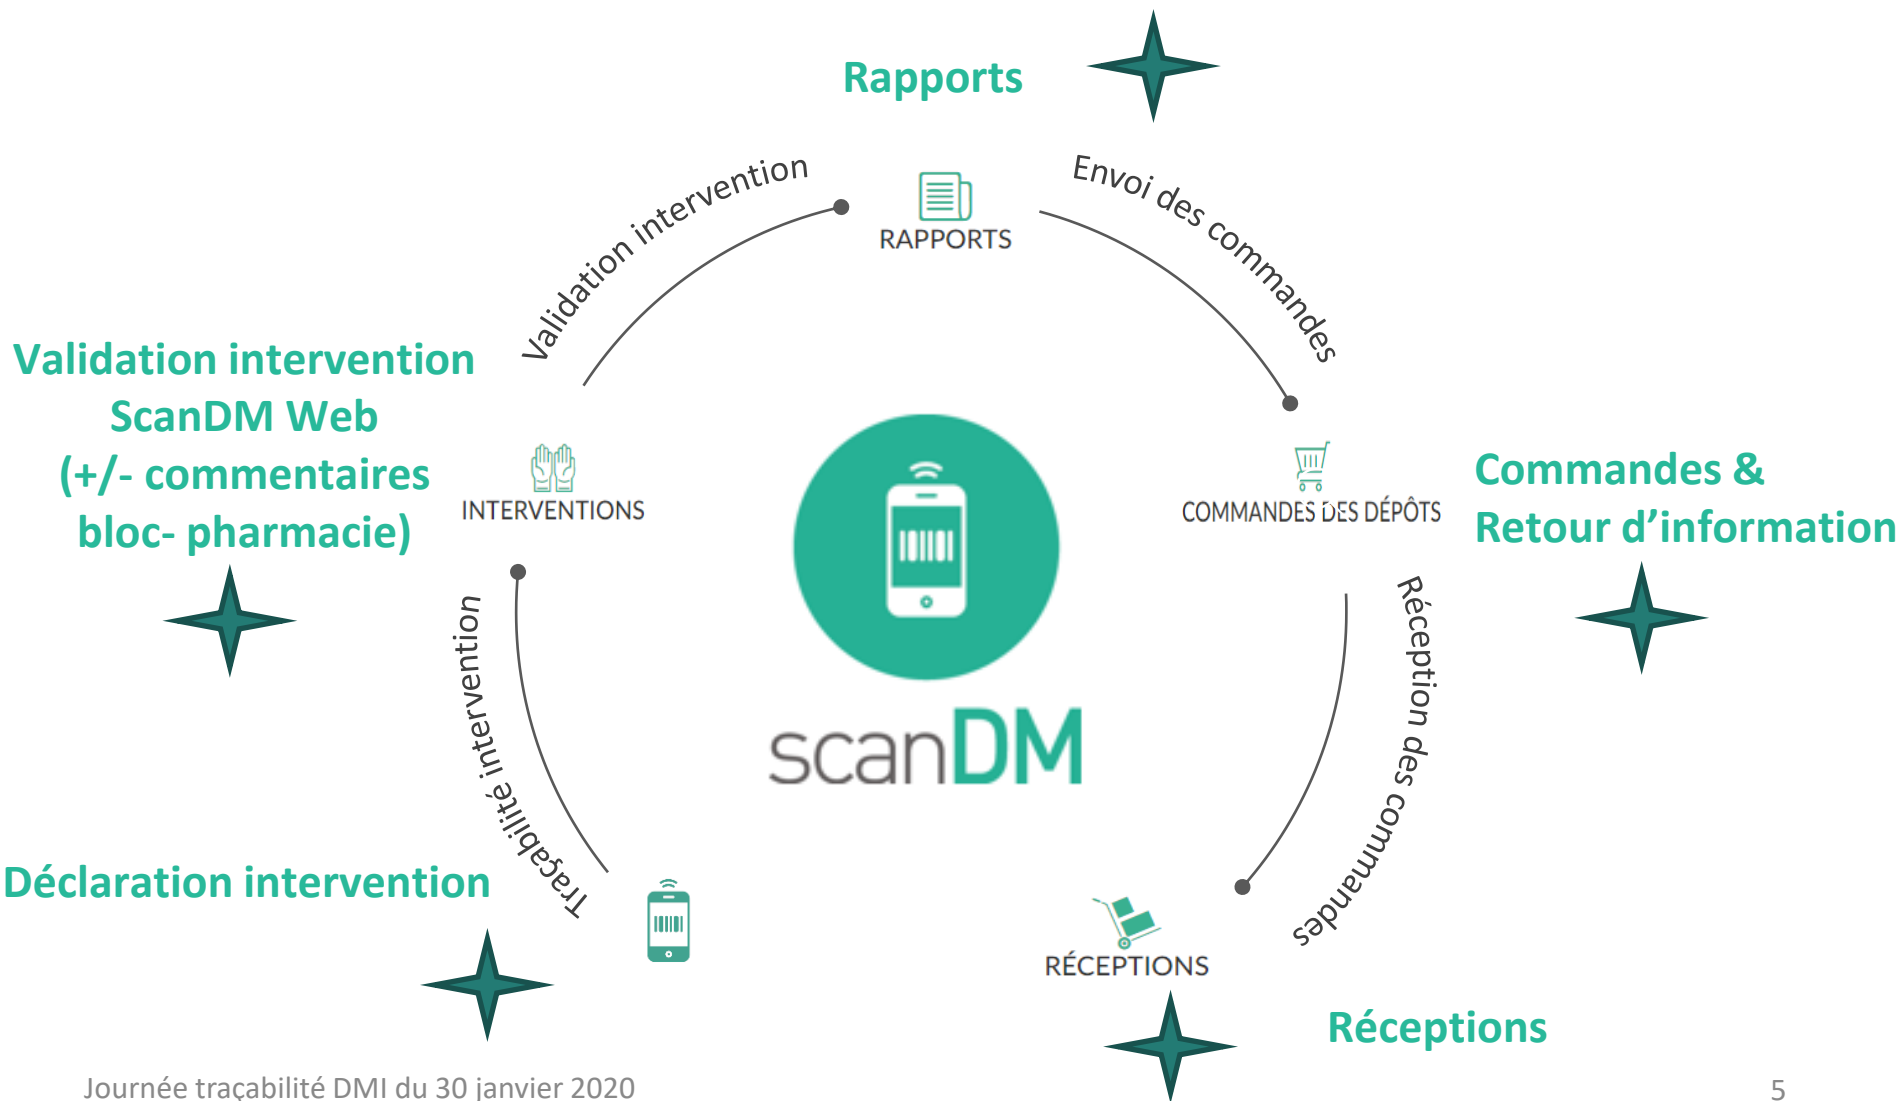 Rapports
Validation intervention
Envoi des commandes
RAPPORTS
Validation intervention
ScanDM Web
(+/- commentaires
bloc- pharmacie)
INTERVENTIONS
COMMANDES DES DÉPÔTS
Commandes &
Retour d’information
scanDM
Traçabilité intervention
Réception des commandes
Déclaration intervention
RÉCEPTIONS
Réceptions
Journée traçabilité DMI du 30 janvier 2020
5